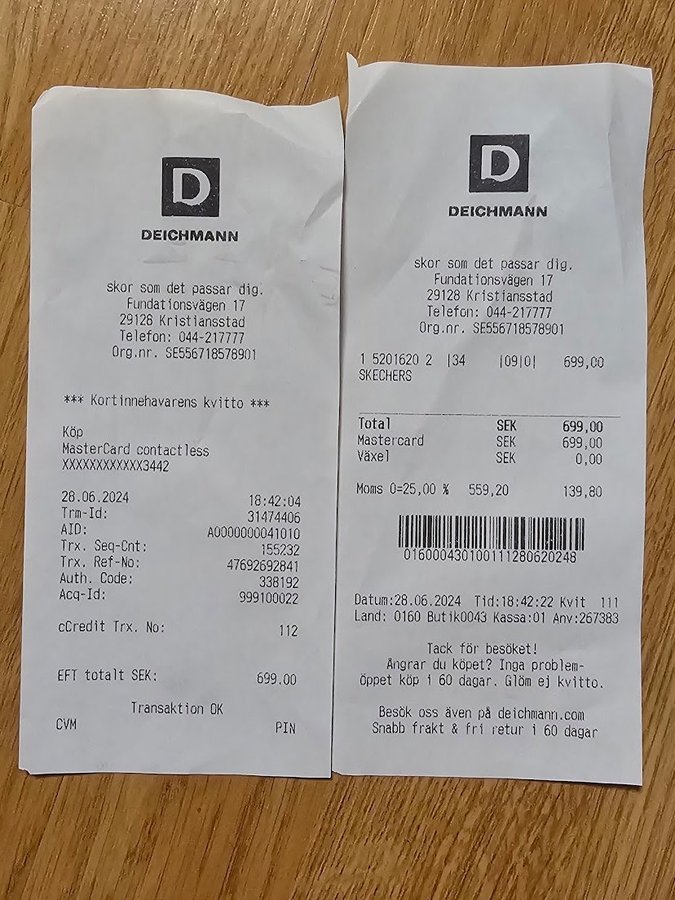 D
DEICHMANN
skor som det passar dig.
Fundationsvägen 17
29128 Kristiansstad
Telefon: 044-217777
Org.nr. SE556718578901
*** Kortinnehavarens kvitto ***
Köp
MasterCard contactless
XXXXXXXXXXXX3442
28.06.2024 18:42:04
Trm-Id: 31474406
AID: A0000000041010
Trx. Seq-Cnt: 155232
Trx. Ref-No: 47692692841
Auth. Code: 338192
Acq-Id: 999100022
cCredit Trx. No: 112
EFT totalt SEK: 699.00
Transaktion OK
CVM PIN
D
DEICHMANN
skor som det passar dig.
Fundationsvägen 17
29128 Kristiansstad
Telefon: 044-217777
Org.nr. SE556718578901
1 5201620 2 |34 |09|0| 699,00
SKECHERS
Total SEK 699,00
Mastercard SEK 699,00
Växel SEK 0,00
Moms 0=25,00 % 559,20 139,80
016000430100111280620248
Datum:28.06.2024 Tid:18:42:22 Kvit 111
Land: 0160 Butik0043 Kassa:01 Anv:267383
Tack för besöket!
Ångrar du köpet? Inga problem-
öppet köp i 60 dagar. Glöm ej kvitto.
Besök oss även på deichmann.com
Snabb frakt & fri retur i 60 dagar